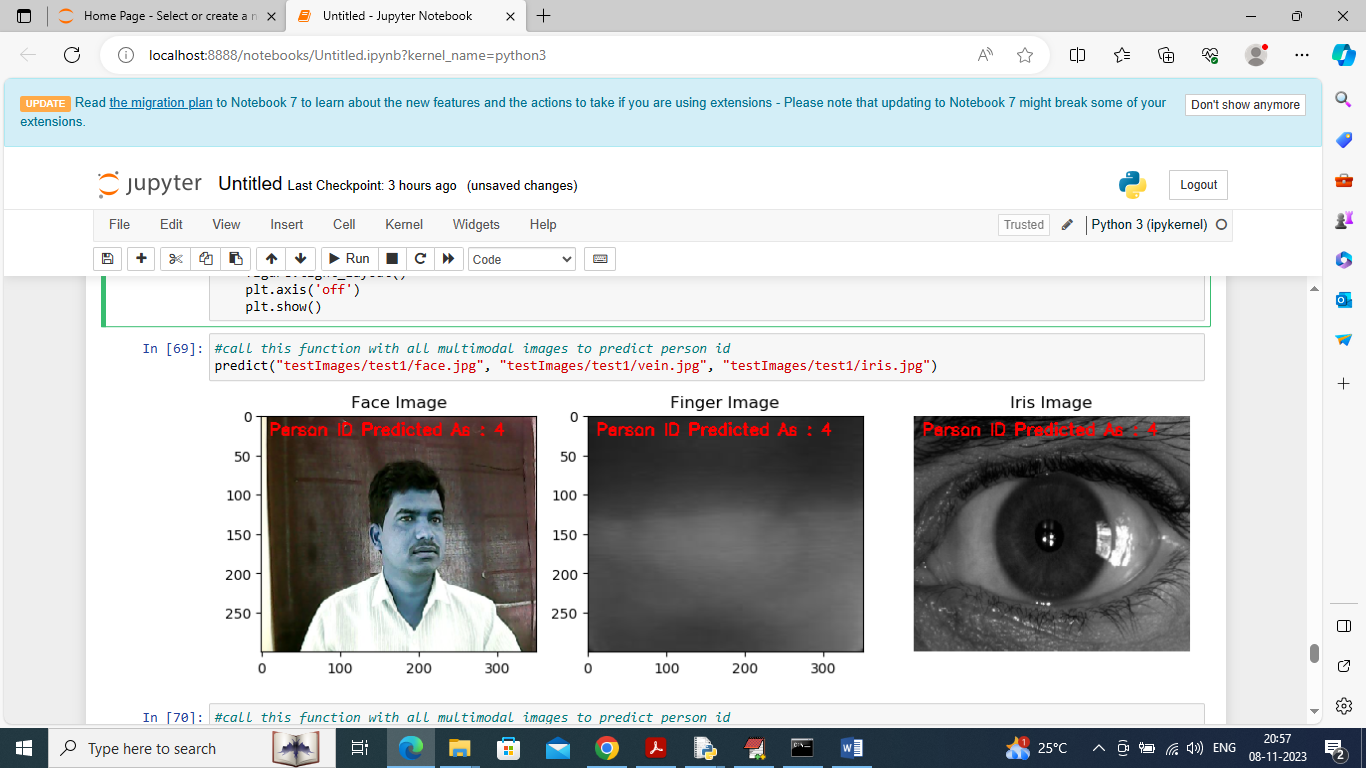 Home Page - Select or create a n
Untitled - Jupyter Notebook
localhost:8888/notebooks/Untitled.ipynb?kernel_name=python3
UPDATE Read the migration plan to Notebook 7 to learn about the new features and the actions to take if you are using extensions - Please note that updating to Notebook 7 might break some of your
extensions.
Don't show anymore
jupyter Untitled Last Checkpoint: 3 hours ago (unsaved changes)
Logout
File Edit View Insert Cell Kernel Widgets Help
Trusted
Python 3 (ipykernel)
Run
Code
figure.tight_layout()
plt.axis('off')
plt.show()
In [69]: #call this function with all multimodal images to predict person id
predict("testImages/test1/face.jpg", "testImages/test1/vein.jpg", "testImages/test1/iris.jpg")
Face Image Finger Image Iris Image
Person ID Predicted As : 4 Person ID Predicted As : 4 Person ID Predicted As : 4
0 0
50 50
100 100
150 150
200 200
250 250
0 100 200 300 0 100 200 300
In [70]: #call this function with all multimodal images to predict person id
Type here to search
1
25°C
ENG
20:57
08-11-2023
2